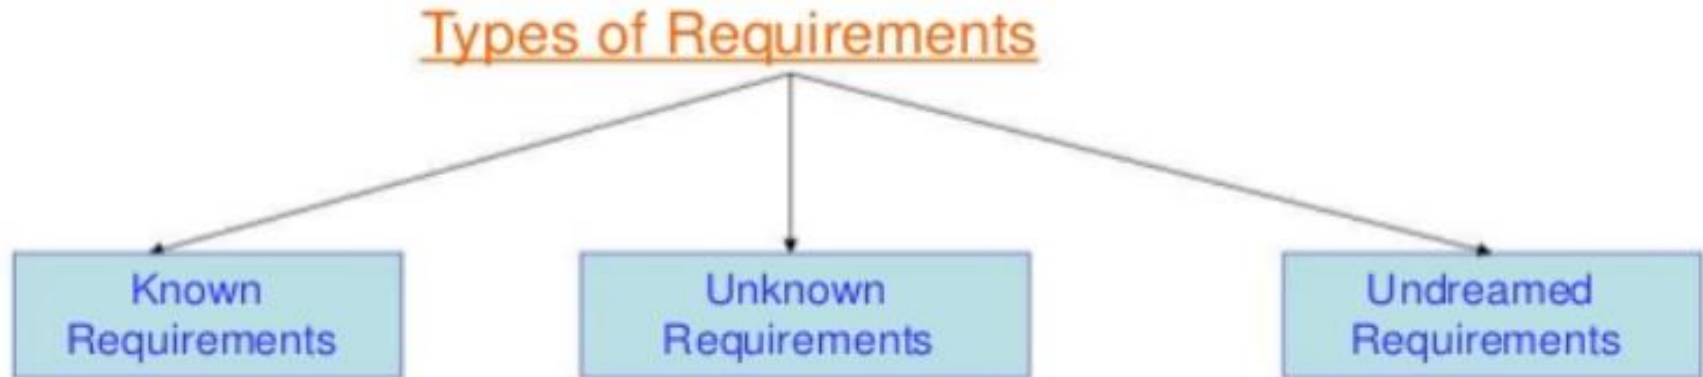 Types of Requirements
Known
Requirements
Unknown
Requirements
Undreamed
Requirements